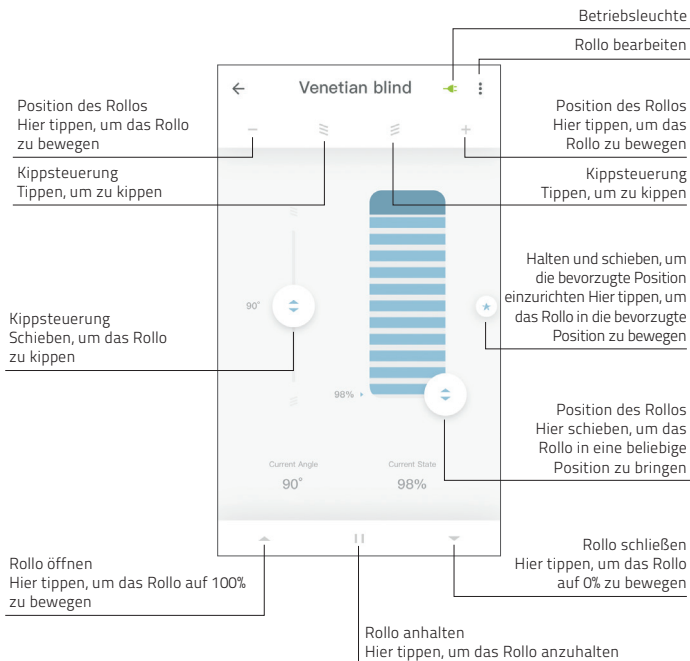 Betriebsleuchte
Rollo bearbeiten
Venetian blind
Position des Rollos
Hier tippen, um das Rollo
zu bewegen
Position des Rollos
Hier tippen, um das
Rollo zu bewegen
Kippsteuerung
Tippen, um zu kippen
Kippsteuerung
Tippen, um zu kippen
Halten und schieben, um
die bevorzugte Position
einzurichten Hier tippen, um
das Rollo in die bevorzugte
Position zu bewegen
90°
Kippsteuerung
Schieben, um das Rollo
zu kippen
98%
Position des Rollos
Hier schieben, um das
Rollo in eine beliebige
Position zu bringen
Current Angle
90°
Current State
98%
Rollo öffnen
Hier tippen, um das Rollo auf 100%
zu bewegen
Rollo schließen
Hier tippen, um das Rollo
auf 0% zu bewegen
Rollo anhalten
Hier tippen, um das Rollo anzuhalten